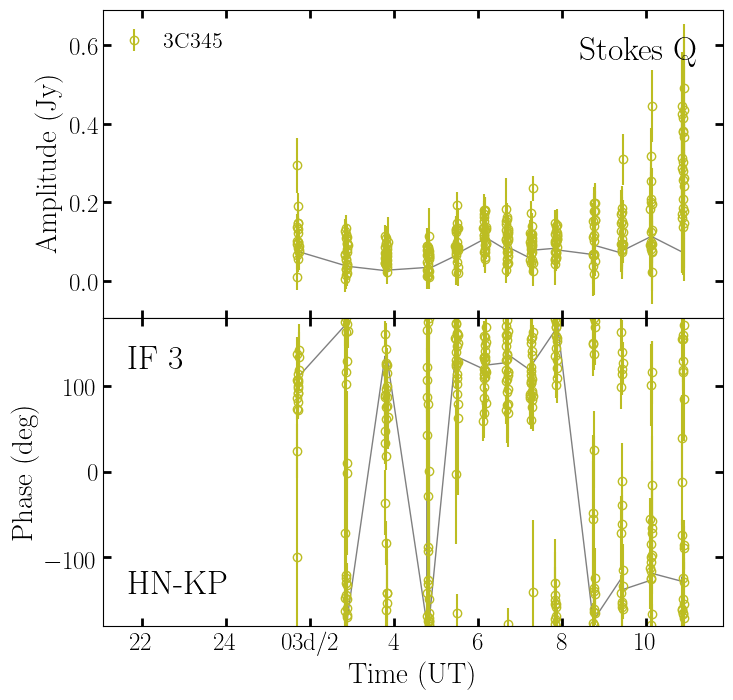 3C345
Stokes Q
0.6
0.4
0.2
0.0
Amplitude (Jy)
IF 3
100
0
−100
Phase (deg)
HN-KP
22 24 03d/2 4 6 8 10
Time (UT)